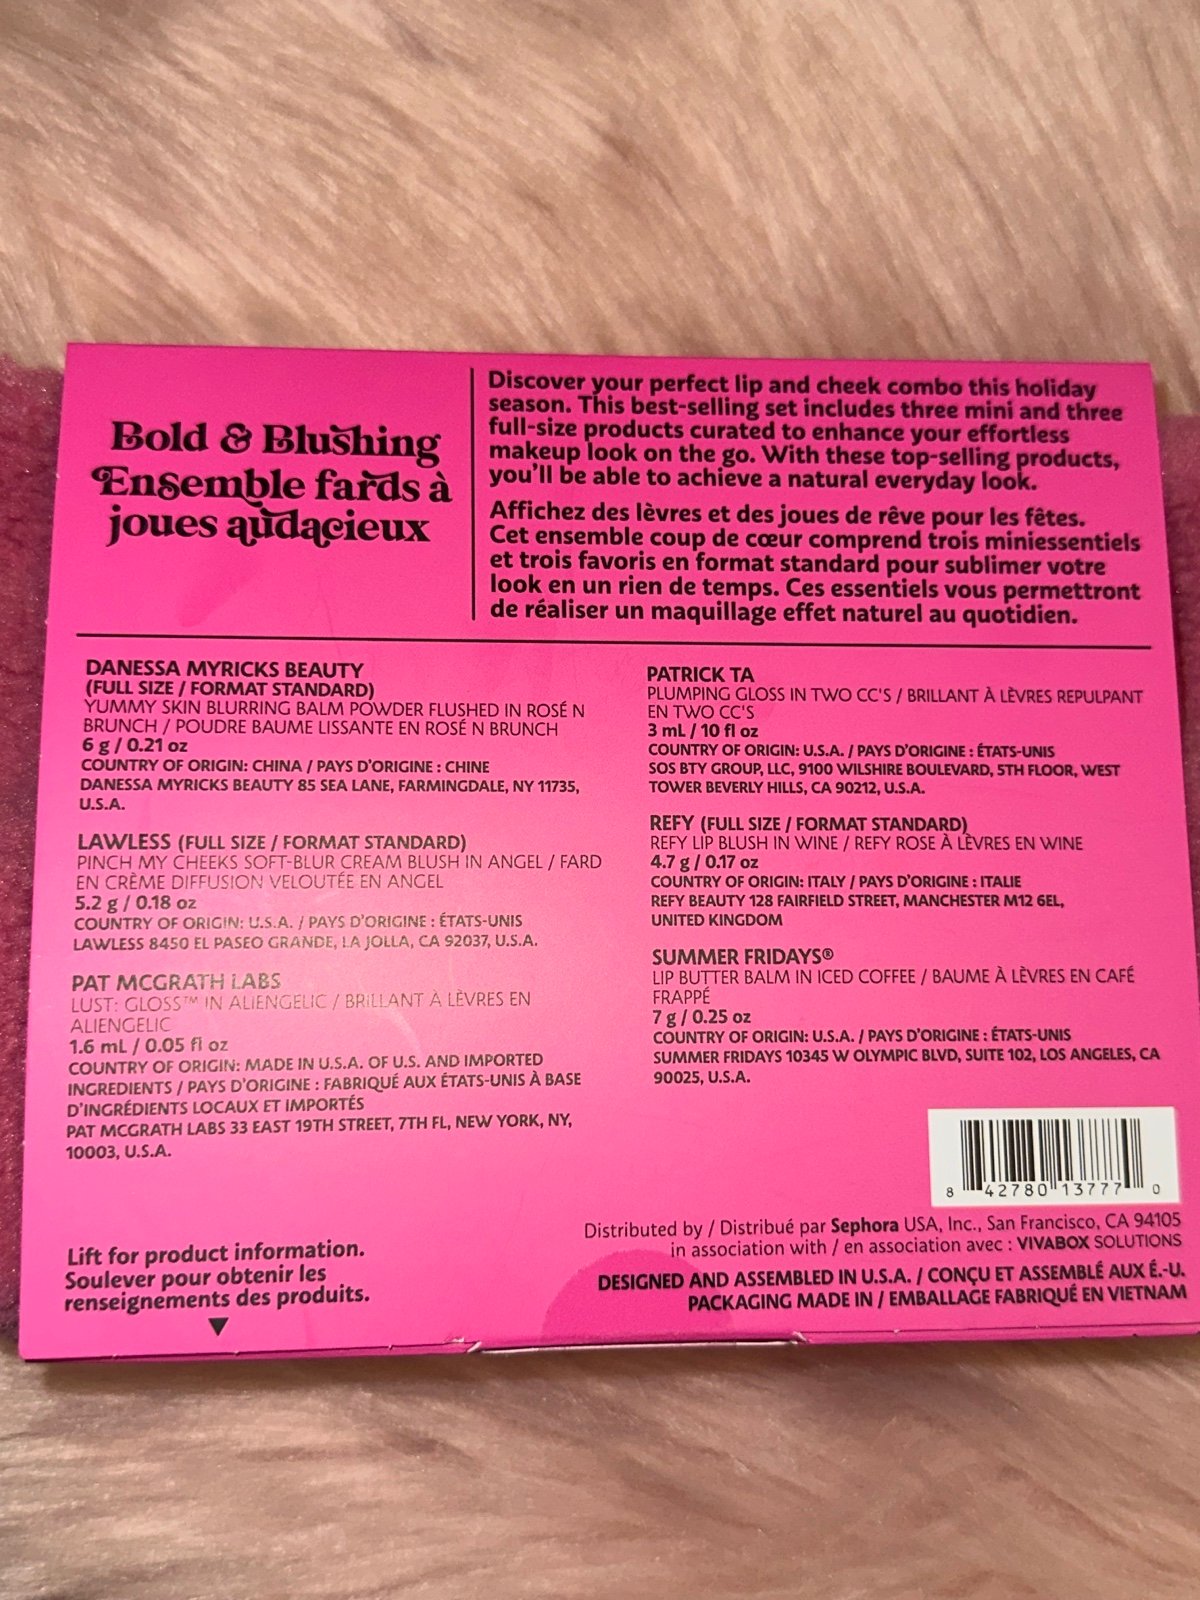 Bold & Blushing
Ensemble fards à
joues audacieux
Discover your perfect lip and cheek combo this holiday
season. This best-selling set includes three mini and three
full-size products curated to enhance your effortless
makeup look on the go. With these top-selling products,
you'll be able to achieve a natural everyday look.
Affichez des lèvres et des joues de rêve pour les fêtes.
Cet ensemble coup de cœur comprend trois miniessentiels
et trois favoris en format standard pour sublimer votre
look en un rien de temps. Ces essentiels vous permettront
de réaliser un maquillage effet naturel au quotidien.
DANESSA MYRICKS BEAUTY
(FULL SIZE / FORMAT STANDARD)
YUMMY SKIN BLURRING BALM POWDER FLUSHED IN ROSÉ N
BRUNCH / POUDRE BAUME LISSANTE EN ROSÉ N BRUNCH
6 g / 0.21 oz
COUNTRY OF ORIGIN: CHINA / PAYS D'ORIGINE : CHINE
DANESSA MYRICKS BEAUTY 85 SEA LANE, FARMINGDALE, NY 11735,
U.S.A.
LAWLESS (FULL SIZE / FORMAT STANDARD)
PINCH MY CHEEKS SOFT-BLUR CREAM BLUSH IN ANGEL / FARD
EN CRÈME DIFFUSION VELOUTÉE EN ANGEL
5.2 g / 0.18 oz
COUNTRY OF ORIGIN: U.S.A. / PAYS D'ORIGINE : ÉTATS-UNIS
LAWLESS 8450 EL PASEO GRANDE, LA JOLLA, CA 92037, U.S.A.
PAT MCGRATH LABS
LUST: GLOSS™ IN ALIENGELIC / BRILLANT À LÈVRES EN
ALIENGELIC
1.6 mL / 0.05 fl oz
COUNTRY OF ORIGIN: MADE IN U.S.A. OF U.S. AND IMPORTED
INGREDIENTS / PAYS D'ORIGINE : FABRIQUÉ AUX ÉTATS-UNIS À BASE
D'INGRÉDIENTS LOCAUX ET IMPORTÉS
PAT MCGRATH LABS 33 EAST 19TH STREET, 7TH FL, NEW YORK, NY,
10003, U.S.A.
PATRICK TA
PLUMPING GLOSS IN TWO CC'S / BRILLANT À LÈVRES REPULPANT
EN TWO CC'S
3 mL / 10 fl oz
COUNTRY OF ORIGIN: U.S.A. / PAYS D'ORIGINE : ÉTATS-UNIS
SOS BTY GROUP, LLC, 9100 WILSHIRE BOULEVARD, 5TH FLOOR, WEST
TOWER BEVERLY HILLS, CA 90212, U.S.A.
REFY (FULL SIZE / FORMAT STANDARD)
REFY LIP BLUSH IN WINE / REFY ROSE À LÈVRES EN WINE
4.7 g / 0.17 oz
COUNTRY OF ORIGIN: ITALY / PAYS D'ORIGINE : ITALIE
REFY BEAUTY 128 FAIRFIELD STREET, MANCHESTER M12 6EL,
UNITED KINGDOM
SUMMER FRIDAYS®
LIP BUTTER BALM IN ICED COFFEE / BAUME À LÈVRES EN CAFÉ
FRAPPÉ
7 g / 0.25 oz
COUNTRY OF ORIGIN: U.S.A. / PAYS D'ORIGINE : ÉTATS-UNIS
SUMMER FRIDAYS 10345 W OLYMPIC BLVD, SUITE 102, LOS ANGELES, CA
90025, U.S.A.
8 42780 13777 0
Distributed by / Distribué par Sephora USA, Inc., San Francisco, CA 94105
in association with / en association avec : VIVABOX SOLUTIONS
DESIGNED AND ASSEMBLED IN U.S.A. / CONÇU ET ASSEMBLÉ AUX É.-U.
PACKAGING MADE IN / EMBALLAGE FABRIQUÉ EN VIETNAM
Lift for product information.
Soulever pour obtenir les
renseignements des produits.